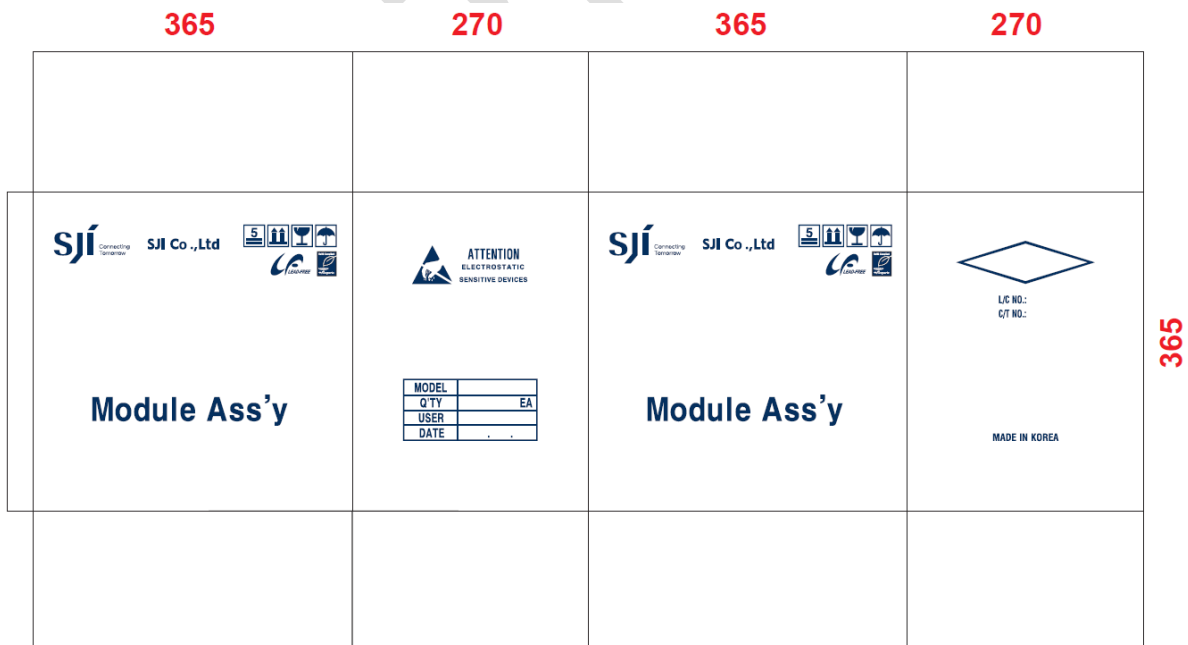 365 270 365 270
SJI Connecting Tomorrow SJI Co .,Ltd 5
LEAD-FREE
ATTENTION
ELECTROSTATIC
SENSITIVE DEVICES
SJI Connecting Tomorrow SJI Co .,Ltd 5
LEAD-FREE
L/C NO.:
C/T NO.:
365
Module Ass'y
MODEL
Q'TY EA
USER
DATE . .
Module Ass'y
MADE IN KOREA